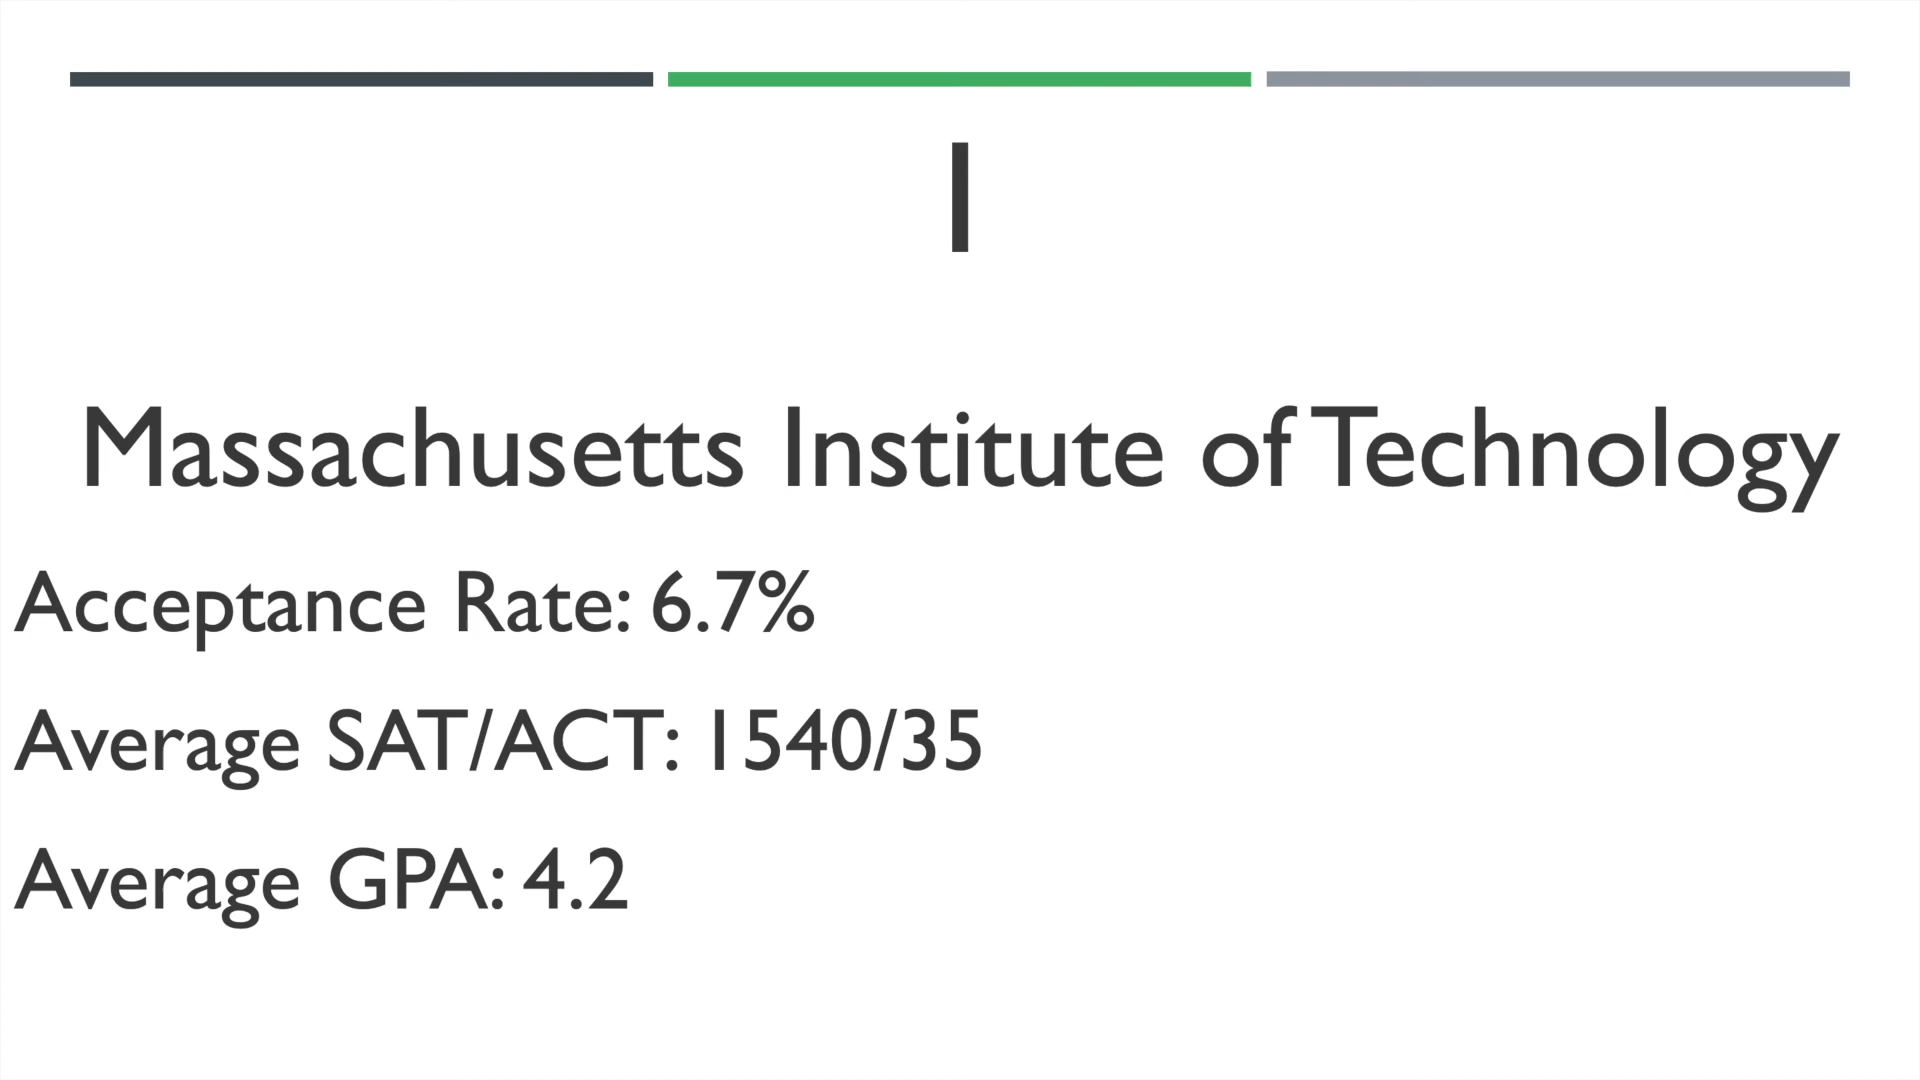 1
Massachusetts Institute of Technology
Acceptance Rate: 6.7%
Average SAT/ACT: 1540/35
Average GPA: 4.2